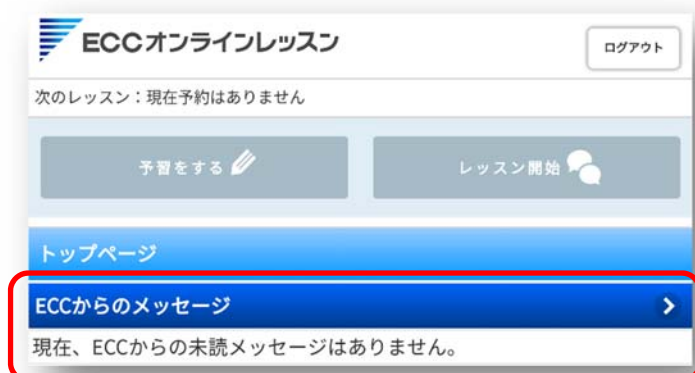 ECCオンラインレッスン
ログアウト
次のレッスン：現在予約はありません
予習をする
レッスン開始
トップページ
ECCからのメッセージ
現在、ECCからの未読メッセージはありません。